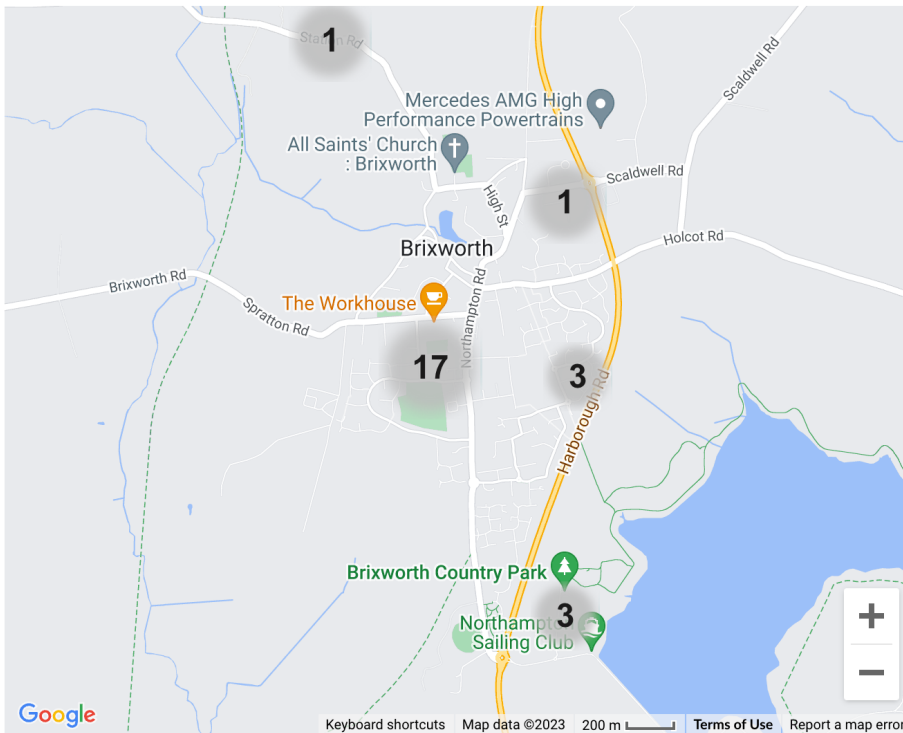 1
Station Rd
Scaldwell Rd
Mercedes AMG High
Performance Powertrains
All Saints' Church
: Brixworth
Scaldwell Rd
High St
1
Holcot Rd
Brixworth
Brixworth Rd
Spratton Rd
The Workhouse
Northampton Rd
17
3
Harborough Rd
Brixworth Country Park
3
Sailing Club
+
−
Google
Keyboard shortcuts
Map data ©2023
200 m
Terms of Use
Report a map error